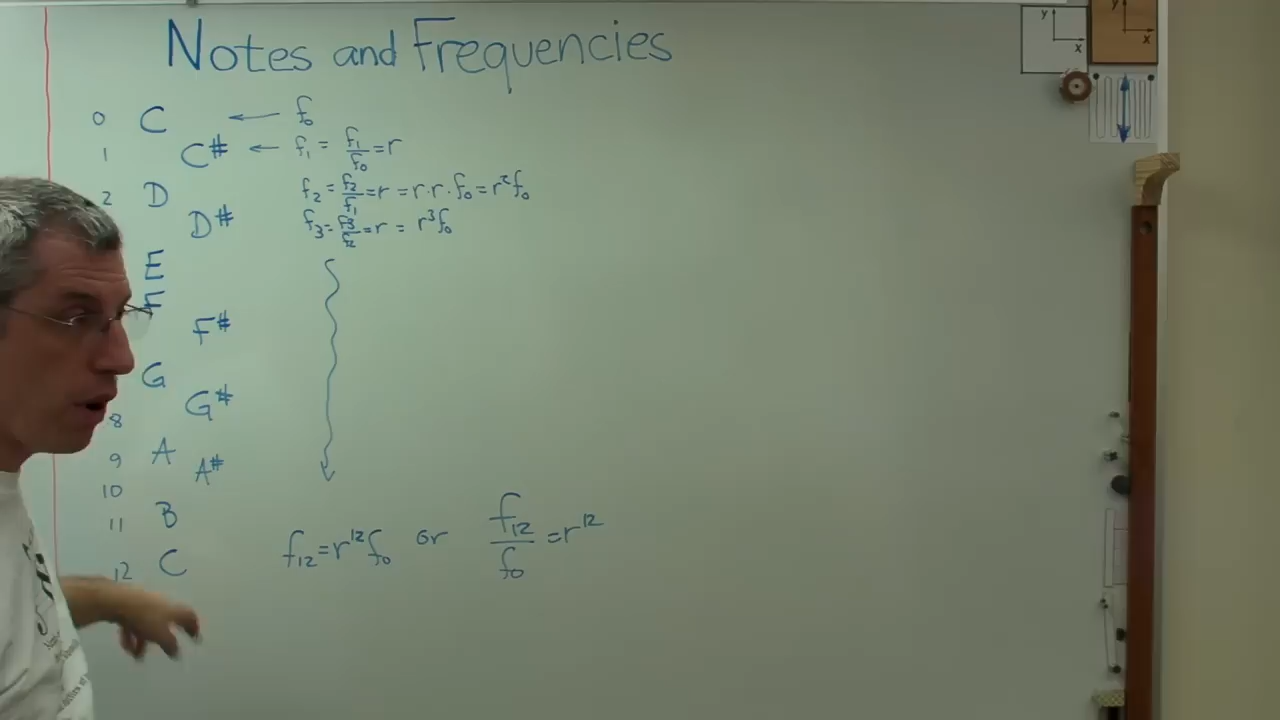 Notes and Frequencies
0 C ← f₀
1 C# ← f₁ = f₁/f₀ = r
2 D f₂ = f₂/f₁ = r = r·r·f₀ = r²f₀
D# f₃ = f₃/f₂ = r = r³f₀
E
F
F#
G
8 G#
9 A
10 A#
11 B
12 C f₁₂ = r¹²f₀ or f₁₂/f₀ = r¹²
y
x
y
x